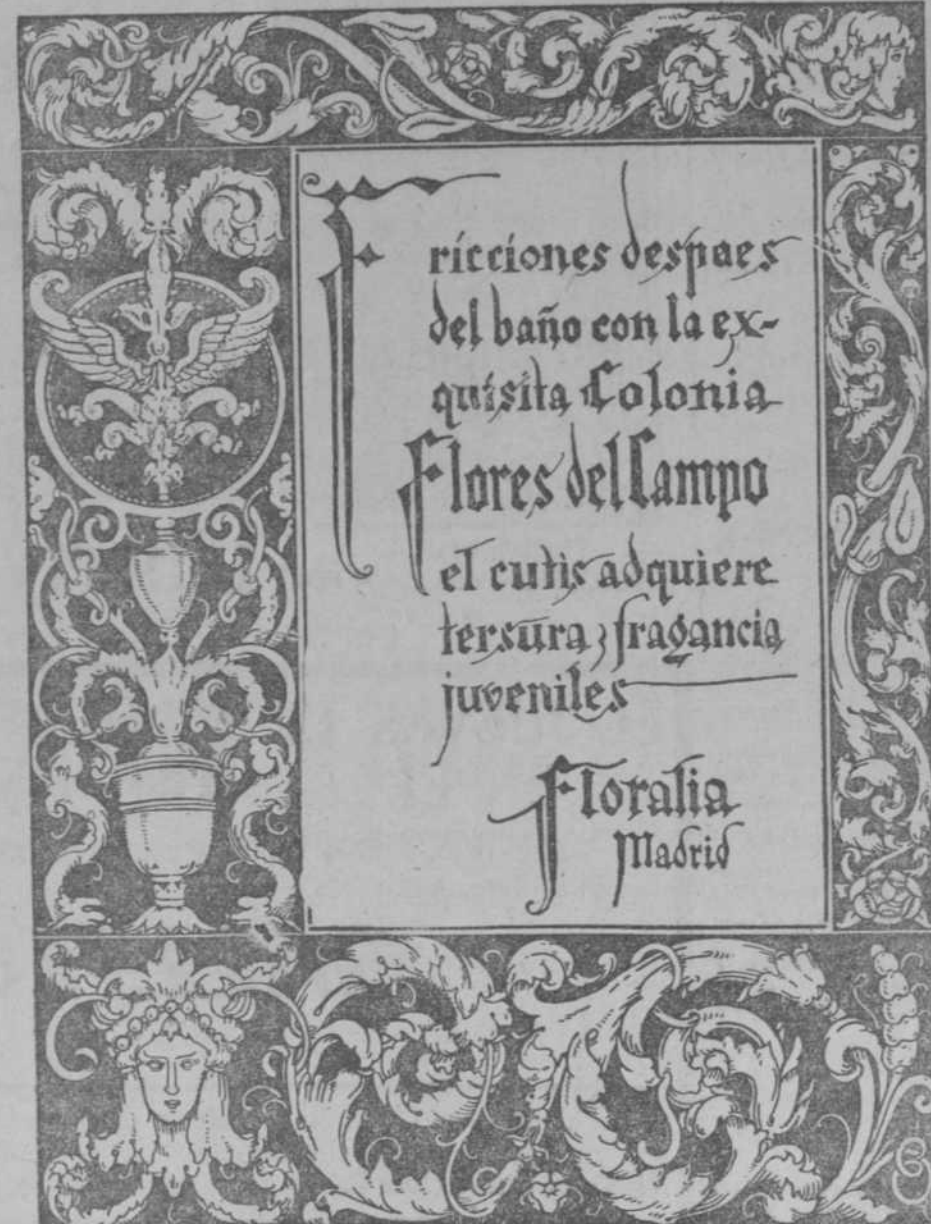 Fricciones despues
del baño con la ex-
quisita Colonia
Flores del Campo
el cutis adquiere
tersura y fragancia
juveniles
Floralia
Madrid